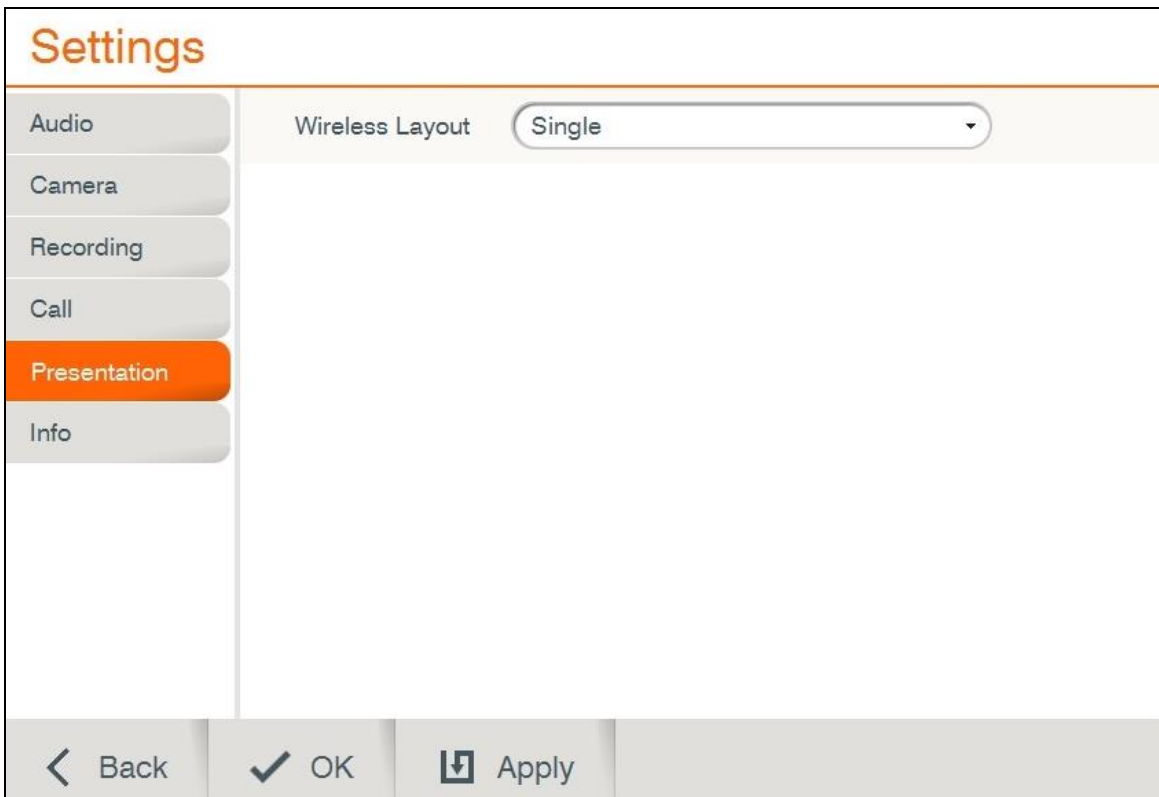 Settings
Audio
Wireless Layout Single
Camera
Recording
Call
Presentation
Info
Back OK Apply